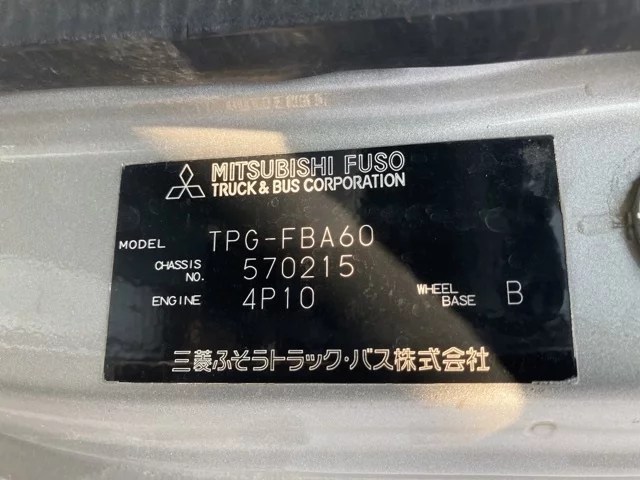 MITSUBISHI FUSO
TRUCK & BUS CORPORATION
MODEL TPG-FBA60
CHASSIS NO. 570215
ENGINE 4P10 WHEEL BASE B
三菱ふそうトラック・バス株式会社